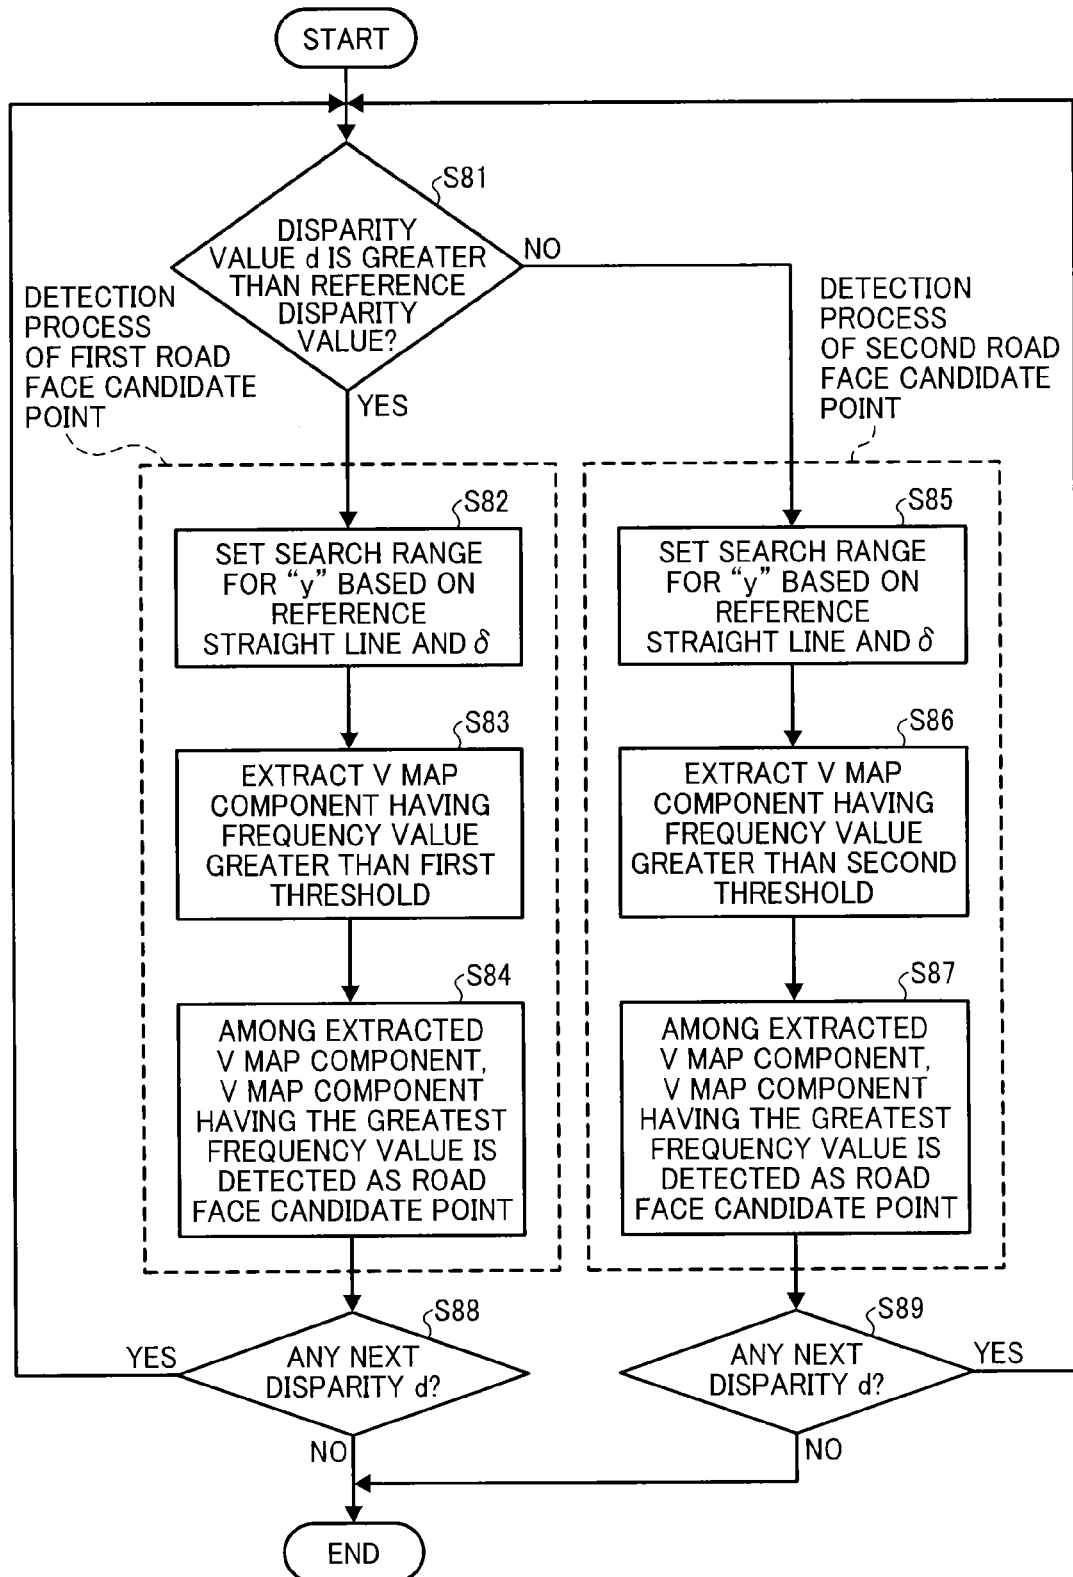 START
S81
DISPARITY
VALUE d IS GREATER
THAN REFERENCE
DISPARITY
VALUE?
NO
YES
DETECTION
PROCESS
OF FIRST ROAD
FACE CANDIDATE
POINT
DETECTION
PROCESS
OF SECOND ROAD
FACE CANDIDATE
POINT
S82
SET SEARCH RANGE
FOR “y” BASED ON
REFERENCE
STRAIGHT LINE AND δ
S83
EXTRACT V MAP
COMPONENT HAVING
FREQUENCY VALUE
GREATER THAN FIRST
THRESHOLD
S84
AMONG EXTRACTED
V MAP COMPONENT,
V MAP COMPONENT
HAVING THE GREATEST
FREQUENCY VALUE IS
DETECTED AS ROAD
FACE CANDIDATE POINT
S85
SET SEARCH RANGE
FOR “y” BASED ON
REFERENCE
STRAIGHT LINE AND δ
S86
EXTRACT V MAP
COMPONENT HAVING
FREQUENCY VALUE
GREATER THAN SECOND
THRESHOLD
S87
AMONG EXTRACTED
V MAP COMPONENT,
V MAP COMPONENT
HAVING THE GREATEST
FREQUENCY VALUE IS
DETECTED AS ROAD
FACE CANDIDATE POINT
S88
YES
ANY NEXT
DISPARITY d?
NO
S89
ANY NEXT
DISPARITY d?
YES
NO
END